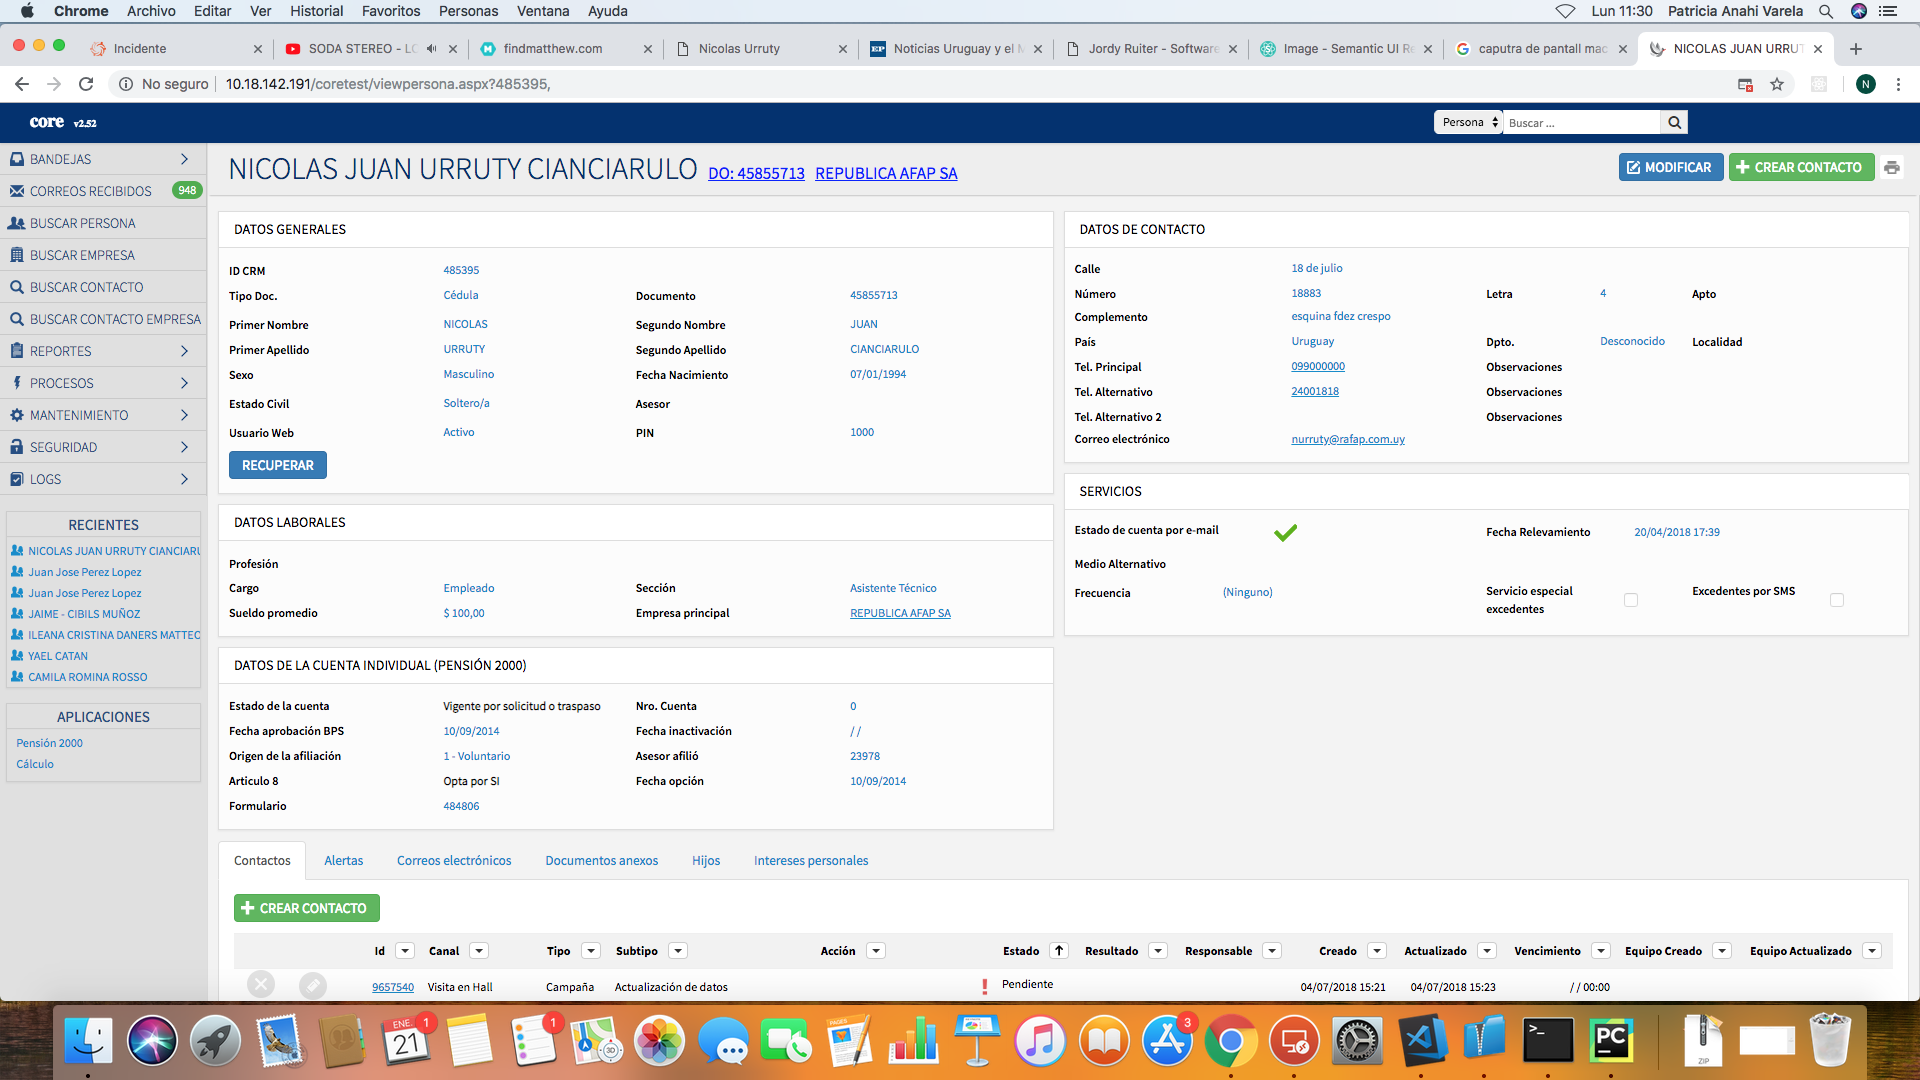 Chrome Archivo Editar Ver Historial Favoritos Personas Ventana Ayuda Lun 11:30 Patricia Anahi Varela
Incidente SODA STEREO - LC findmatthew.com Nicolas Urruty Noticias Uruguay y el M Jordy Ruiter - Software Image - Semantic UI Re caputra de pantall mac NICOLAS JUAN URRUT
No seguro 10.18.142.191/coretest/viewpersona.aspx?485395, N
core v2.52 Persona Buscar ...
BANDEJAS
CORREOS RECIBIDOS 948
BUSCAR PERSONA
BUSCAR EMPRESA
BUSCAR CONTACTO
BUSCAR CONTACTO EMPRESA
REPORTES
PROCESOS
MANTENIMIENTO
SEGURIDAD
LOGS
RECIENTES
NICOLAS JUAN URRUTY CIANCIARU
Juan Jose Perez Lopez
Juan Jose Perez Lopez
JAIME - CIBILS MUÑOZ
ILEANA CRISTINA DANERS MATTEO
YAEL CATAN
CAMILA ROMINA ROSSO
APLICACIONES
Pensión 2000
Cálculo
NICOLAS JUAN URRUTY CIANCIARULO DO: 45855713 REPUBLICA AFAP SA MODIFICAR CREAR CONTACTO
DATOS GENERALES
ID CRM 485395
Tipo Doc. Cédula Documento 45855713
Primer Nombre NICOLAS Segundo Nombre JUAN
Primer Apellido URRUTY Segundo Apellido CIANCIARULO
Sexo Masculino Fecha Nacimiento 07/01/1994
Estado Civil Soltero/a Asesor
Usuario Web Activo PIN 1000
RECUPERAR
DATOS LABORALES
Profesión
Cargo Empleado Sección Asistente Técnico
Sueldo promedio $ 100,00 Empresa principal REPUBLICA AFAP SA
DATOS DE LA CUENTA INDIVIDUAL (PENSIÓN 2000)
Estado de la cuenta Vigente por solicitud o traspaso Nro. Cuenta 0
Fecha aprobación BPS 10/09/2014 Fecha inactivación / /
Origen de la afiliación 1 - Voluntario Asesor afilió 23978
Articulo 8 Opta por SI Fecha opción 10/09/2014
Formulario 484806
DATOS DE CONTACTO
Calle 18 de julio
Número 18883 Letra 4 Apto
Complemento esquina fdez crespo
País Uruguay Dpto. Desconocido Localidad
Tel. Principal 099000000 Observaciones
Tel. Alternativo 24001818 Observaciones
Tel. Alternativo 2 Observaciones
Correo electrónico nurruty@rafap.com.uy
SERVICIOS
Estado de cuenta por e-mail Fecha Relevamiento 20/04/2018 17:39
Medio Alternativo
Frecuencia (Ninguno) Servicio especial excedentes Excedentes por SMS
Contactos Alertas Correos electrónicos Documentos anexos Hijos Intereses personales
CREAR CONTACTO
Id Canal Tipo Subtipo Acción Estado Resultado Responsable Creado Actualizado Vencimiento Equipo Creado Equipo Actualizado
9657540 Visita en Hall Campaña Actualización de datos Pendiente 04/07/2018 15:21 04/07/2018 15:23 / / 00:00
ENE. 21 1 1 3D PAGES 3 >_ PC ZIP